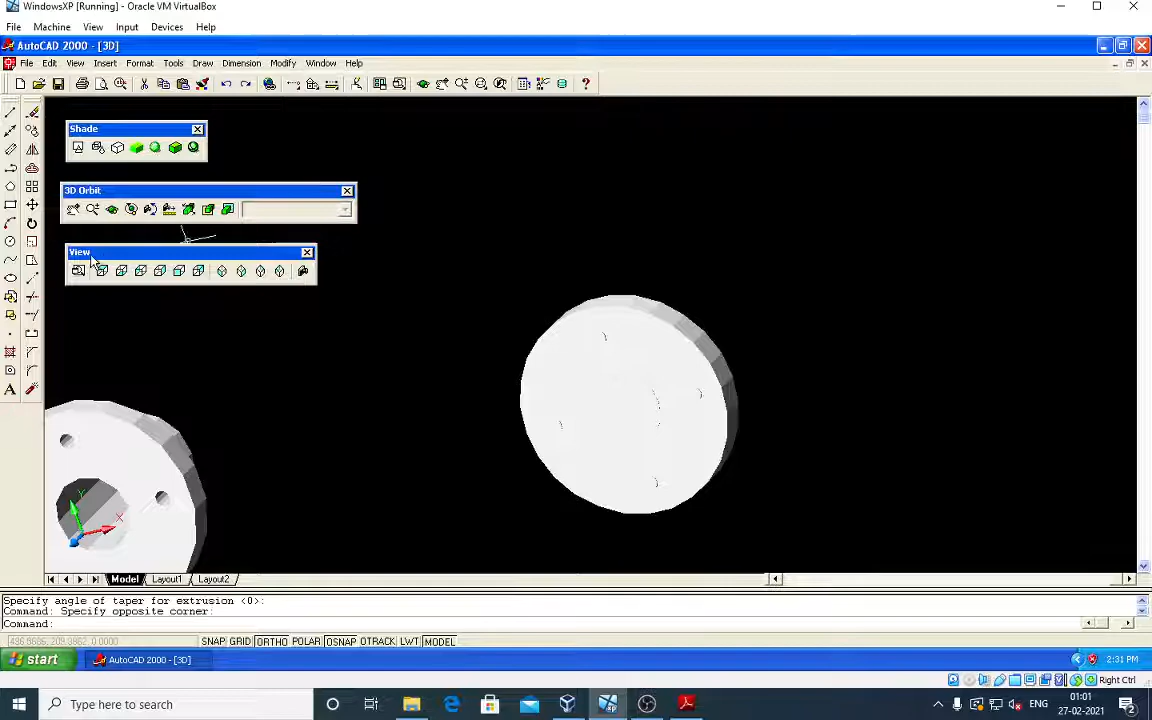 WindowsXP [Running] - Oracle VM VirtualBox
File Machine View Input Devices Help
AutoCAD 2000 - [3D]
File Edit View Insert Format Tools Draw Dimension Modify Window Help
Shade
3D Orbit
View
Y
X
Model Layout1 Layout2
Specify angle of taper for extrusion <0>:
Command: Specify opposite corner:
Command:
SNAP GRID ORTHO POLAR OSNAP OTRACK LWT MODEL
start AutoCAD 2000 - [3D] 2:31 PM
Right Ctrl
Type here to search ENG 01:01
27-02-2021 2